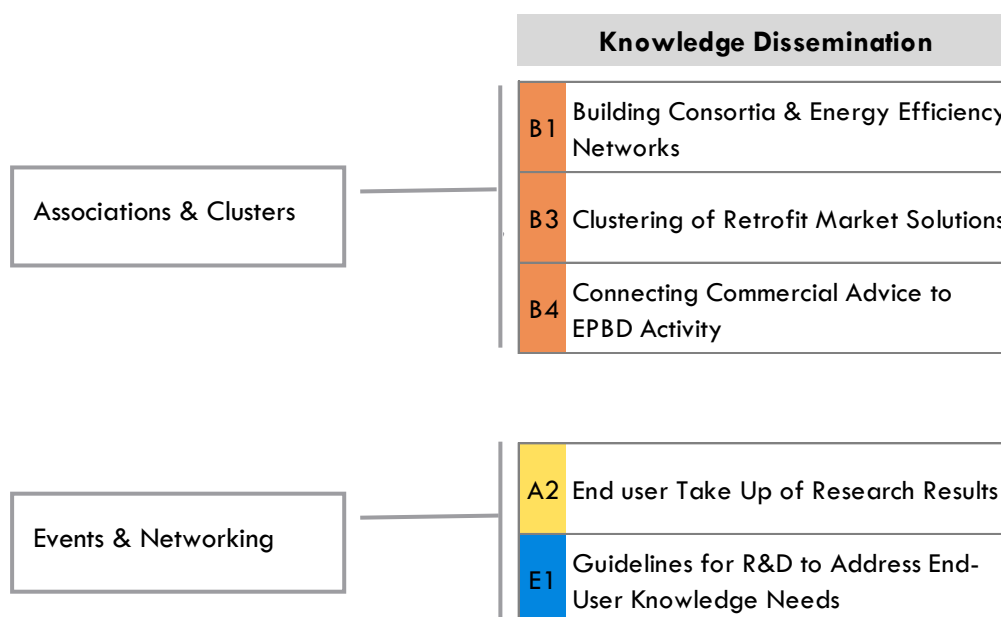 Knowledge Dissemination
B1 Building Consortia & Energy Efficiency
Networks
Associations & Clusters
B3 Clustering of Retrofit Market Solutions
B4 Connecting Commercial Advice to
EPBD Activity
A2 End user Take Up of Research Results
Events & Networking
E1 Guidelines for R&D to Address End-
User Knowledge Needs